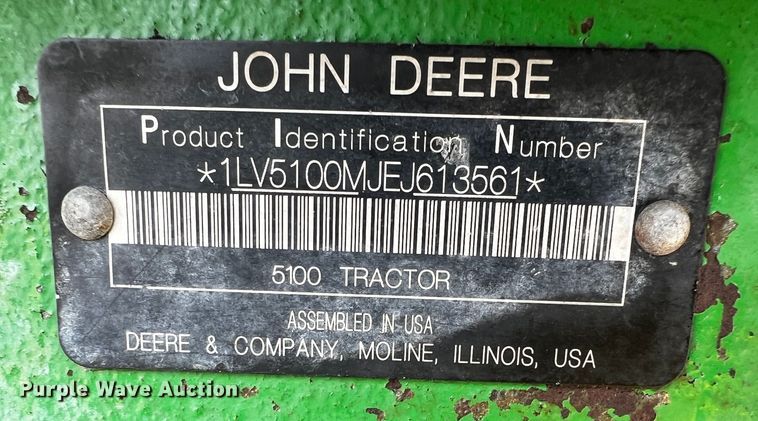 JOHN DEERE
Product Identification Number
*1LV5100MJEJ613561*
5100 TRACTOR
ASSEMBLED IN USA
DEERE & COMPANY, MOLINE, ILLINOIS, USA
Purple Wave Auction